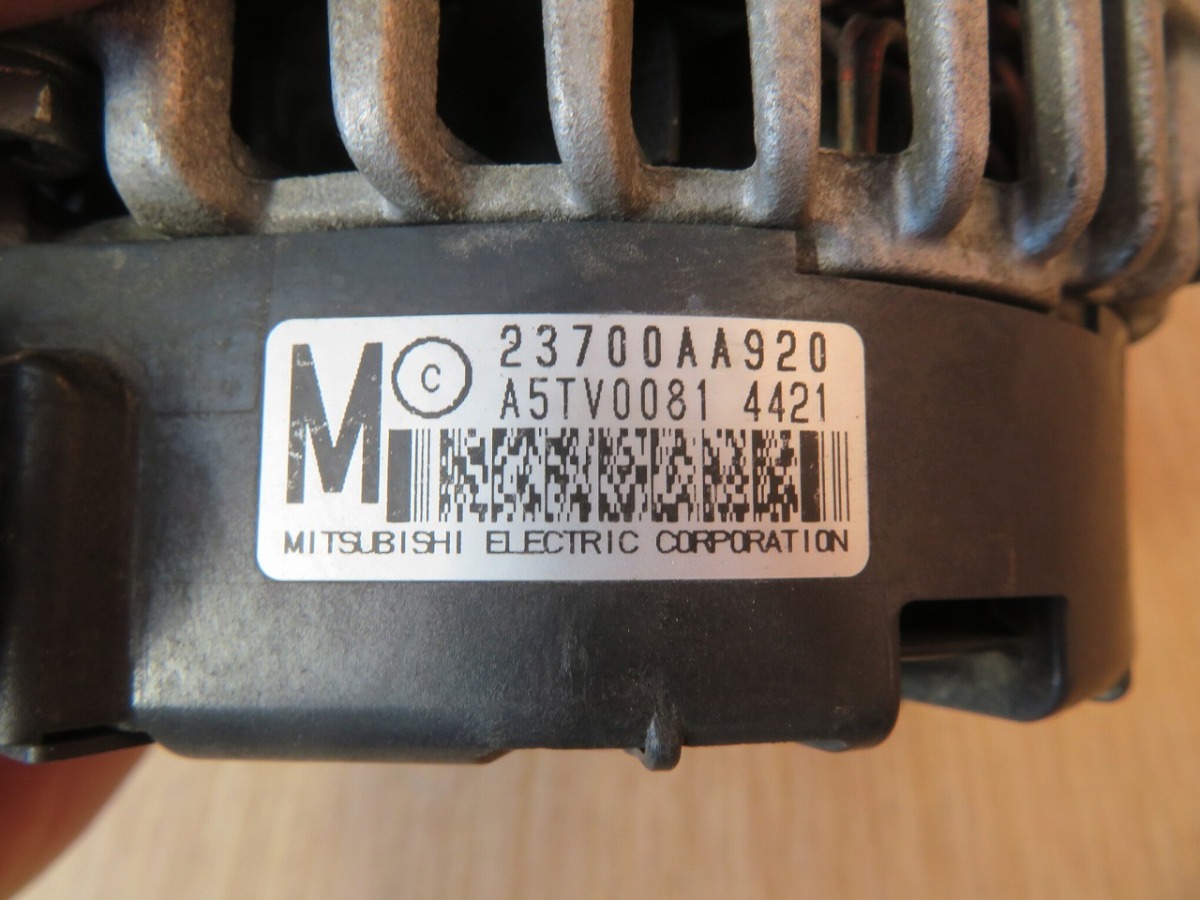 M C 23700AA920
A5TV0081 4421
MITSUBISHI ELECTRIC CORPORATION